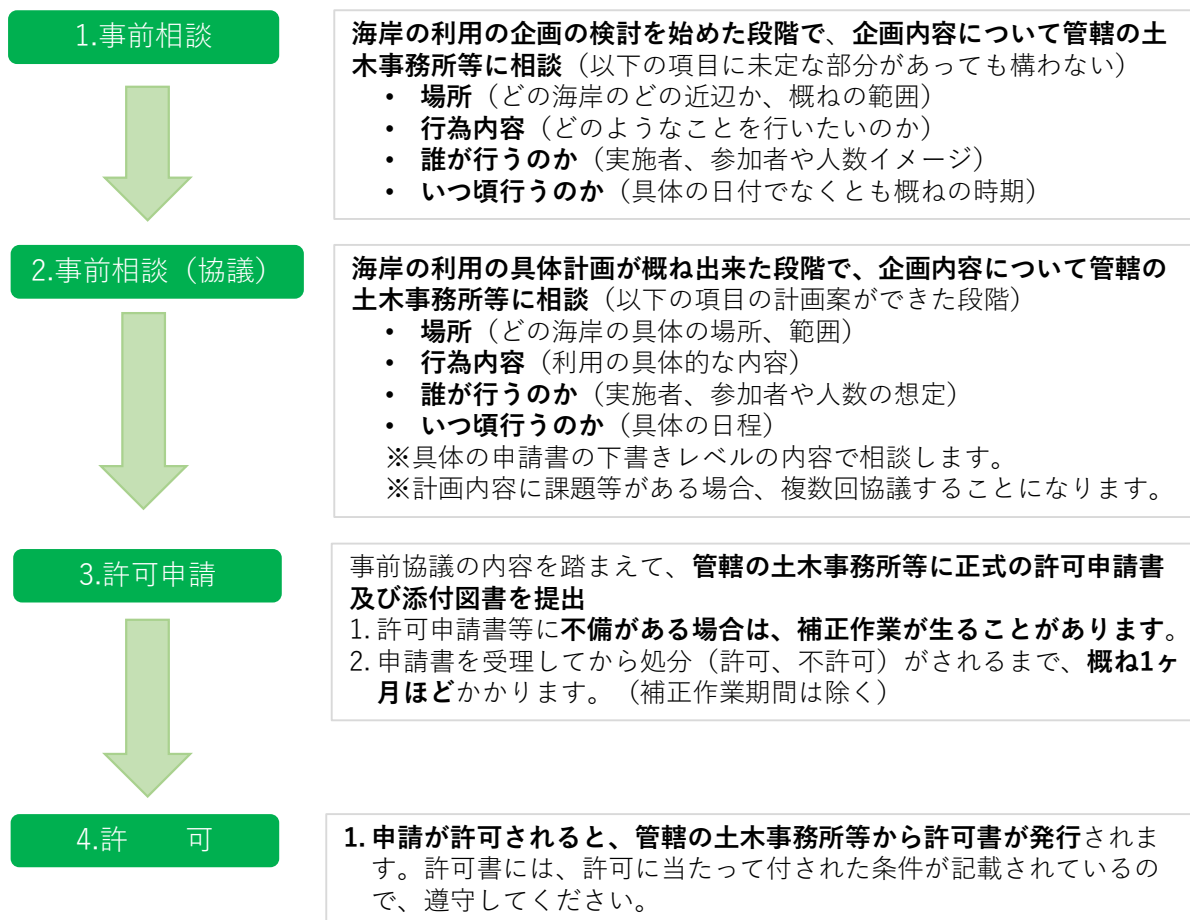 1.事前相談
海岸の利用の企画の検討を始めた段階で、企画内容について管轄の土
木事務所等に相談（以下の項目に未定な部分があっても構わない）
• 場所（どの海岸のどの近辺か、概ねの範囲）
• 行為内容（どのようなことを行いたいのか）
• 誰が行うのか（実施者、参加者や人数イメージ）
• いつ頃行うのか（具体の日付でなくとも概ねの時期）
2.事前相談（協議）
海岸の利用の具体計画が概ね出来た段階で、企画内容について管轄の
土木事務所等に相談（以下の項目の計画案ができた段階）
• 場所（どの海岸の具体の場所、範囲）
• 行為内容（利用の具体的な内容）
• 誰が行うのか（実施者、参加者や人数の想定）
• いつ頃行うのか（具体の日程）
※具体の申請書の下書きレベルの内容で相談します。
※計画内容に課題等がある場合、複数回協議することになります。
3.許可申請
事前協議の内容を踏まえて、管轄の土木事務所等に正式の許可申請書
及び添付図書を提出
1. 許可申請書等に不備がある場合は、補正作業が生ることがあります。
2. 申請書を受理してから処分（許可、不許可）がされるまで、概ね1ヶ
月ほどかかります。（補正作業期間は除く）
4.許　可
1. 申請が許可されると、管轄の土木事務所等から許可書が発行されま
す。許可書には、許可に当たって付された条件が記載されているの
で、遵守してください。